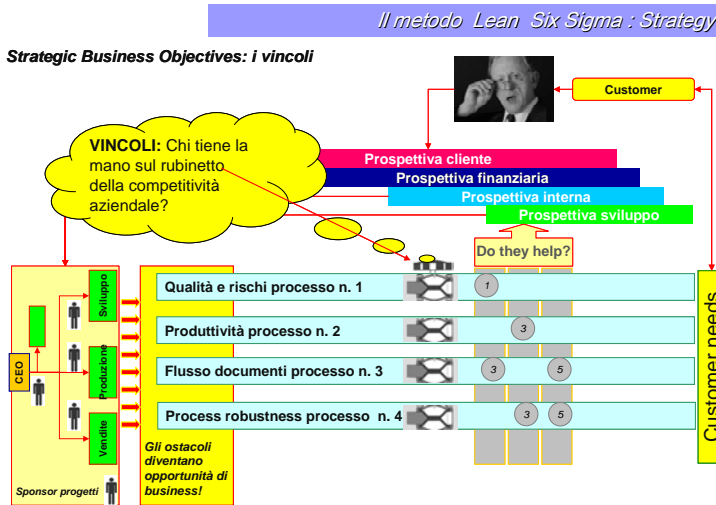 Il metodo Lean Six Sigma : Strategy
Strategic Business Objectives: i vincoli
Customer
VINCOLI: Chi tiene la
mano sul rubinetto
della competitività
aziendale?
Prospettiva cliente
Prospettiva finanziaria
Prospettiva interna
Prospettiva sviluppo
Do they help?
Qualità e rischi processo n. 1
1
Produttività processo n. 2
3
Flusso documenti processo n. 3
3
5
Process robustness processo n. 4
3
5
Sviluppo
CEO
Produzione
Vendite
Gli ostacoli
diventano
opportunità di
business!
Sponsor progetti
Customer needs